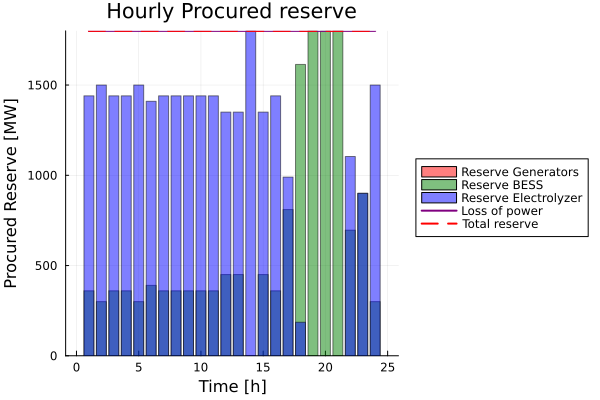 Hourly Procured reserve
Procured Reserve [MW]
1500
1000
500
0
0 5 10 15 20 25
Time [h]
Reserve Generators
Reserve BESS
Reserve Electrolyzer
Loss of power
Total reserve